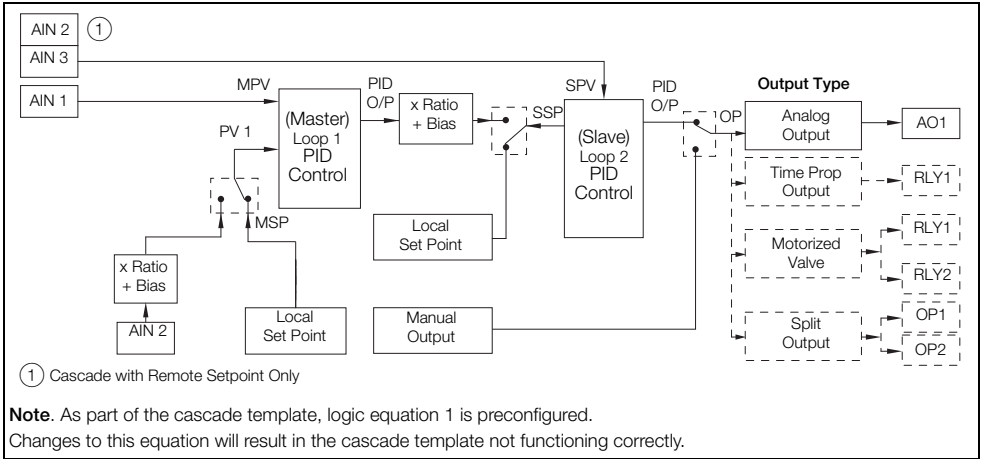 AIN 2
1
AIN 3
AIN 1
MPV
PV 1
MSP
(Master)
Loop 1
PID
Control
PID
O/P
x Ratio
+ Bias
SSP
SPV
(Slave)
Loop 2
PID
Control
PID
O/P
OP
Output Type
Analog
Output
AO1
Time Prop
Output
RLY1
Motorized
Valve
RLY1
RLY2
Split
Output
OP1
OP2
Local
Set Point
x Ratio
+ Bias
AIN 2
Local
Set Point
Manual
Output
1 Cascade with Remote Setpoint Only
Note. As part of the cascade template, logic equation 1 is preconfigured.
Changes to this equation will result in the cascade template not functioning correctly.